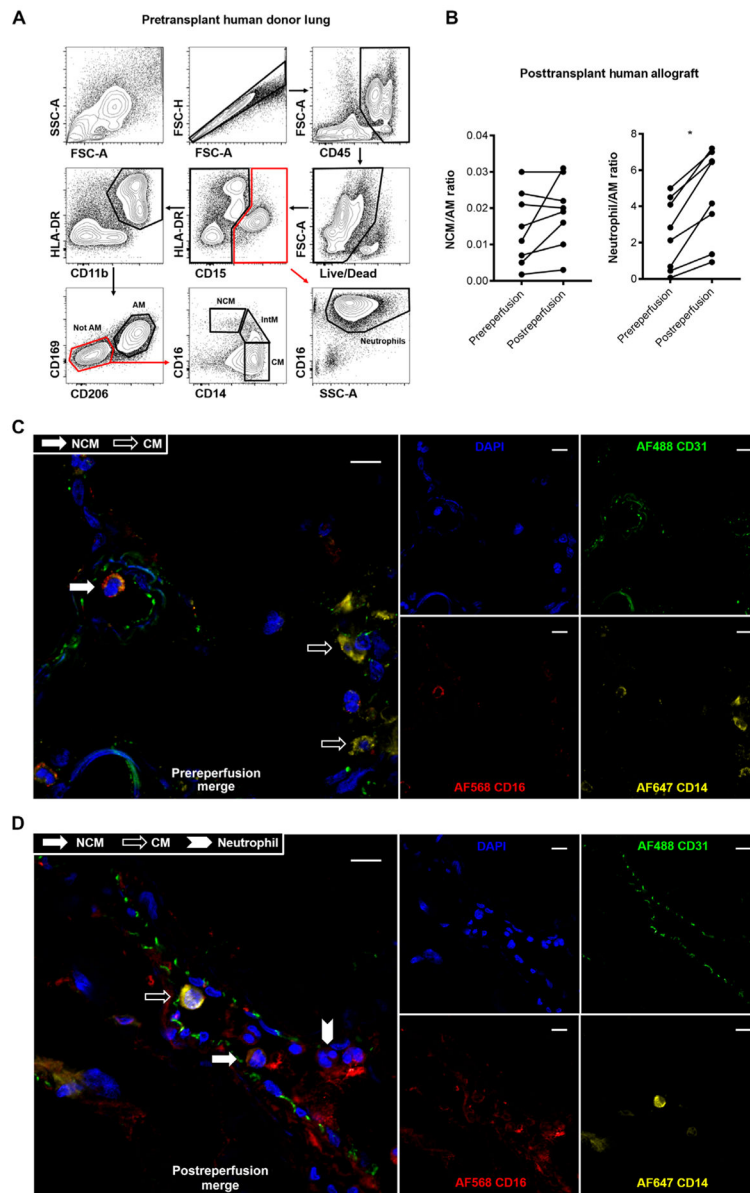 A
Pretransplant human donor lung
SSC-A
FSC-A
FSC-H
FSC-A
FSC-A
CD45
HLA-DR
CD11b
HLA-DR
CD15
FSC-A
Live/Dead
CD169
Not AM
AM
CD206
CD16
NCM
IntM
CM
CD14
CD16
Neutrophils
SSC-A
B
Posttransplant human allograft
NCM/AM ratio
0.04
0.03
0.02
0.01
0.00
Prereperfusion
Postreperfusion
Neutrophil/AM ratio
*
8
6
4
2
0
Prereperfusion
Postreperfusion
C
NCM CM
Prereperfusion
merge
DAPI
AF488 CD31
AF568 CD16
AF647 CD14
D
NCM CM Neutrophil
Postreperfusion
merge
DAPI
AF488 CD31
AF568 CD16
AF647 CD14